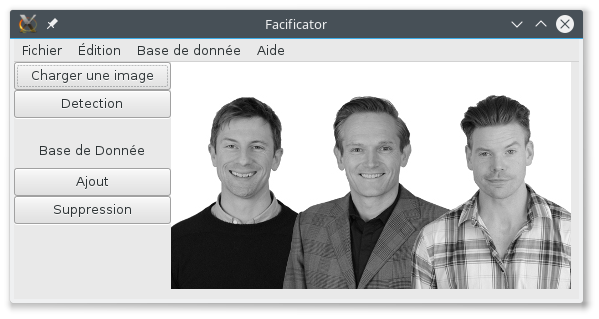 Facificator
Fichier Édition Base de donnée Aide
Charger une image
Detection
Base de Donnée
Ajout
Suppression